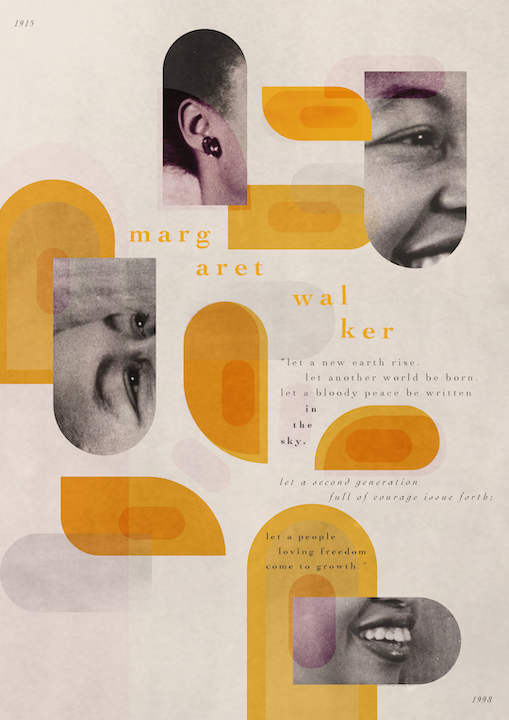 1915
marg
aret
wal
ker
"let a new earth rise.
let another world be born.
let a bloody peace be written
in
the
sky.
let a second generation
full of courage issue forth;
let a people
loving freedom
come to growth."
1998